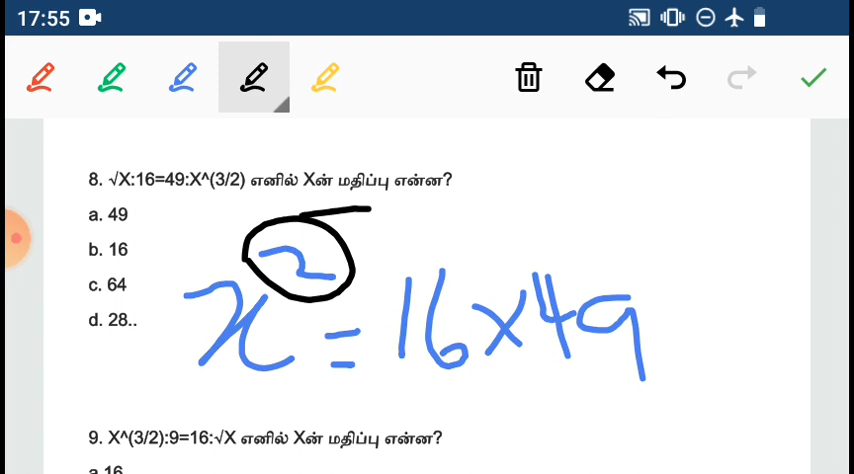 17:55
8. √X:16=49:X^(3/2) எனில் Xன் மதிப்பு என்ன?
a. 49
b. 16
c. 64
d. 28..
x² = 16x49
9. X^(3/2):9=16:√X எனில் Xன் மதிப்பு என்ன?
a 16